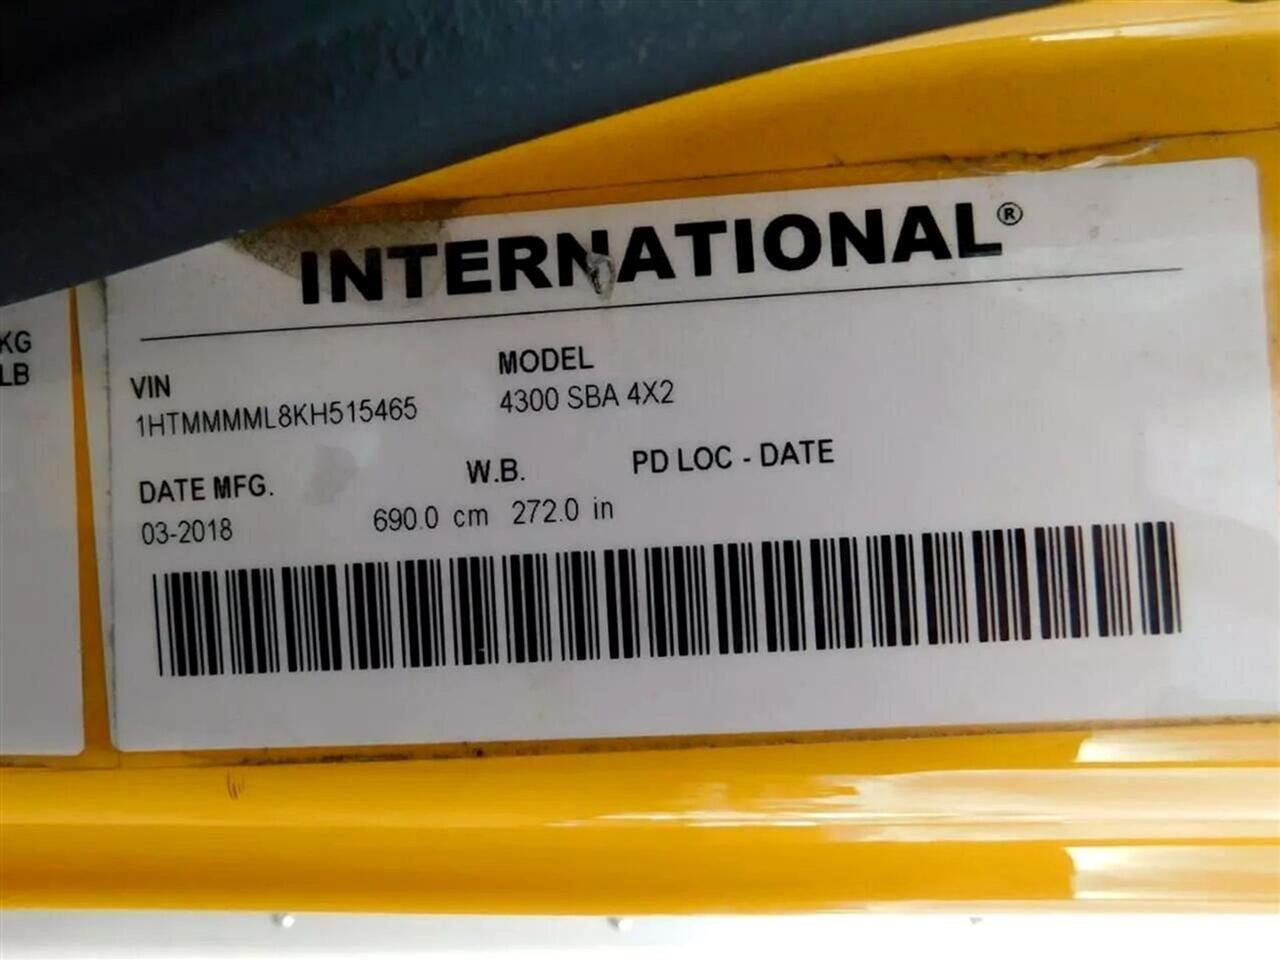 INTERNATIONAL®
KG
LB
VIN
1HTMMMML8KH515465
MODEL
4300 SBA 4X2
DATE MFG.
03-2018
W.B.
690.0 cm 272.0 in
PD LOC - DATE